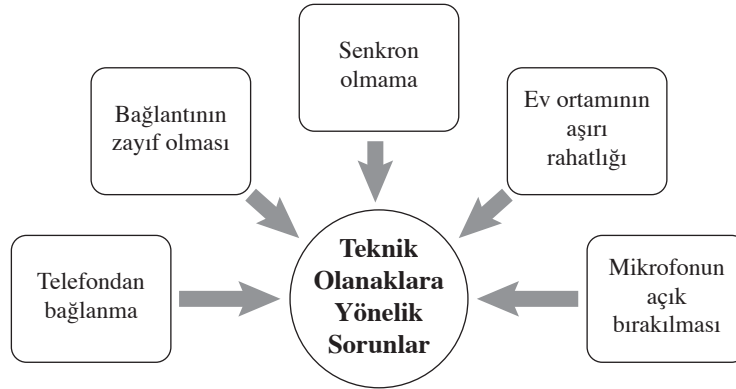 Senkron
olmama
Bağlantının
zayıf olması
Ev ortamının
aşırı
rahatlığı
Telefondan
bağlanma
Teknik
Olanaklara
Yönelik
Sorunlar
Mikrofonun
açık
bırakılması